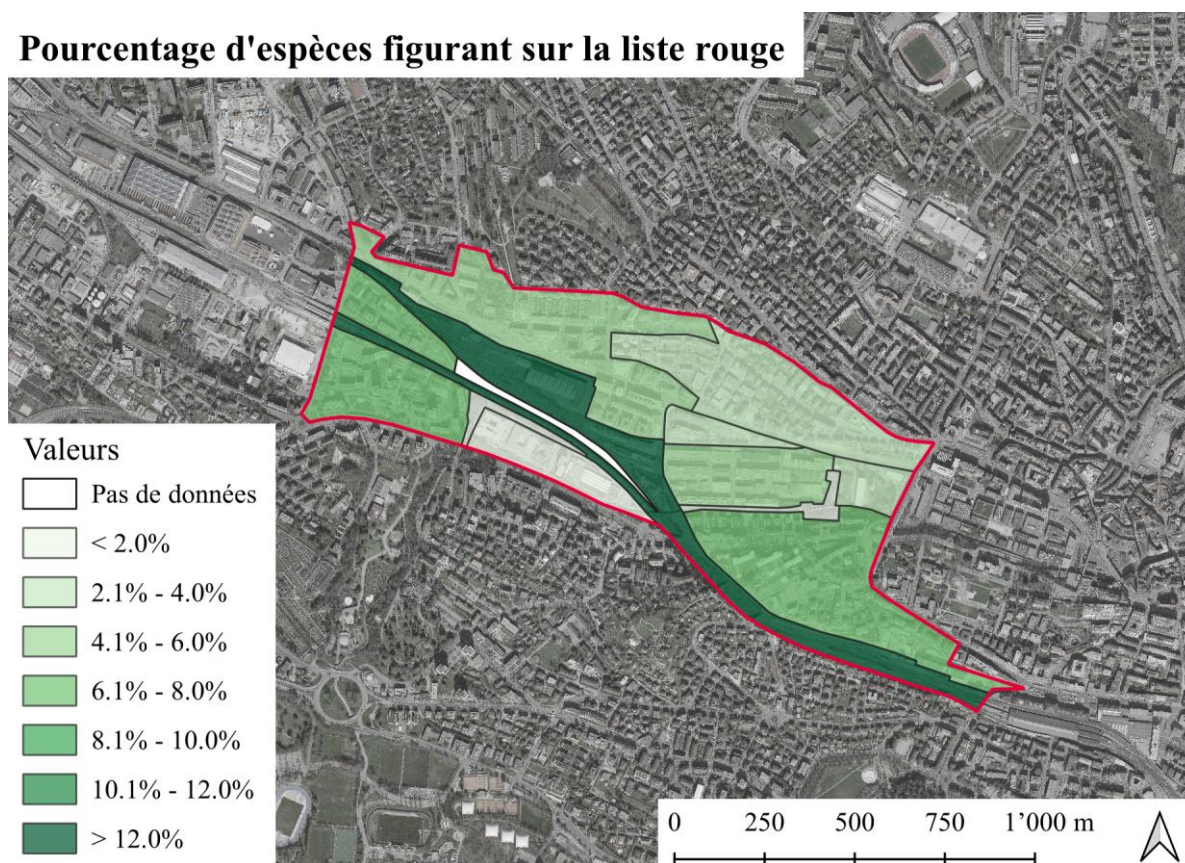 Pourcentage d'espèces figurant sur la liste rouge
Valeurs
Pas de données
< 2.0%
2.1% - 4.0%
4.1% - 6.0%
6.1% - 8.0%
8.1% - 10.0%
10.1% - 12.0%
> 12.0%
0 250 500 750 1’000 m